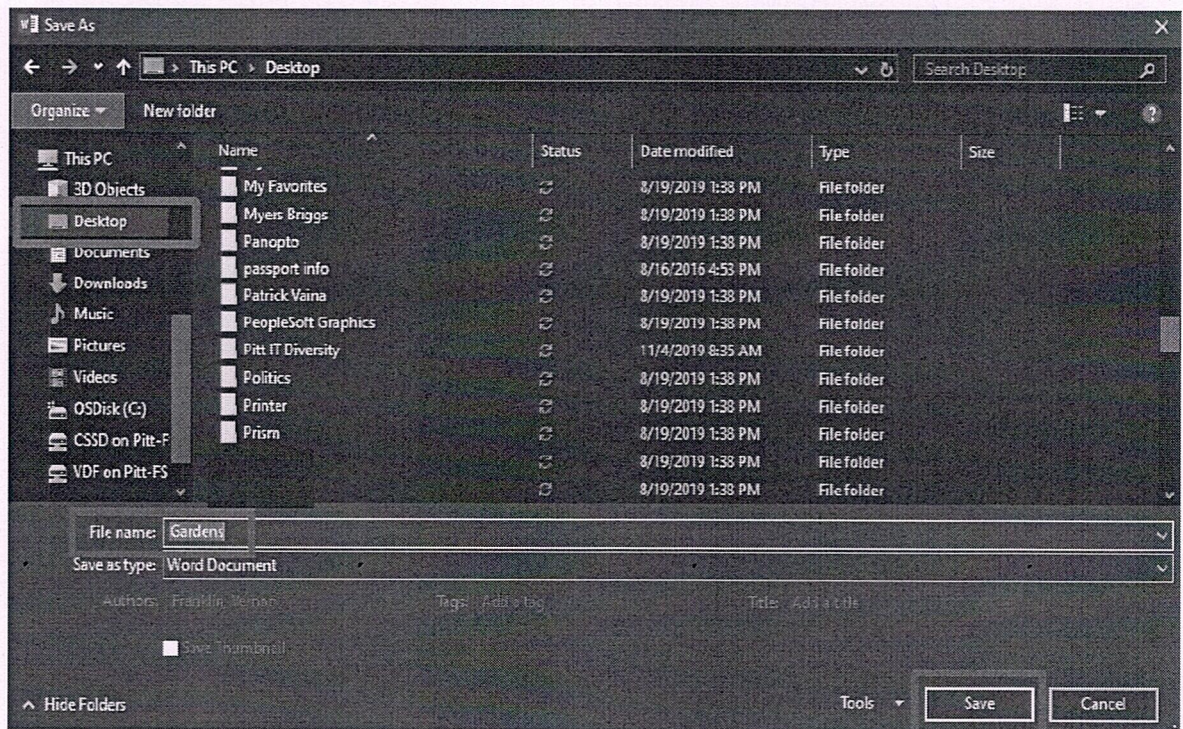 Save As
This PC > Desktop
Search Desktop
Organize
New folder
This PC
3D Objects
Desktop
Documents
Downloads
Music
Pictures
Videos
OSDisk (C:)
CSSD on Pitt-F
VDF on Pitt-FS
Name Status Date modified Type Size
My Favorites 8/19/2019 1:38 PM File folder
Myers Briggs 8/19/2019 1:38 PM File folder
Panopto 8/19/2019 1:38 PM File folder
passport info 8/16/2016 4:53 PM File folder
Patrick Vaina 8/19/2019 1:38 PM File folder
PeopleSoft Graphics 8/19/2019 1:38 PM File folder
Pitt IT Diversity 11/4/2019 8:35 AM File folder
Politics 8/19/2019 1:38 PM File folder
Printer 8/19/2019 1:38 PM File folder
Prism 8/19/2019 1:38 PM File folder
8/19/2019 1:38 PM File folder
8/19/2019 1:38 PM File folder
File name: Gardens
Save as type: Word Document
Authors: Franklin Tags: Add a tag Title: Add a title
Save Thumbnail
Hide Folders
Tools
Save
Cancel